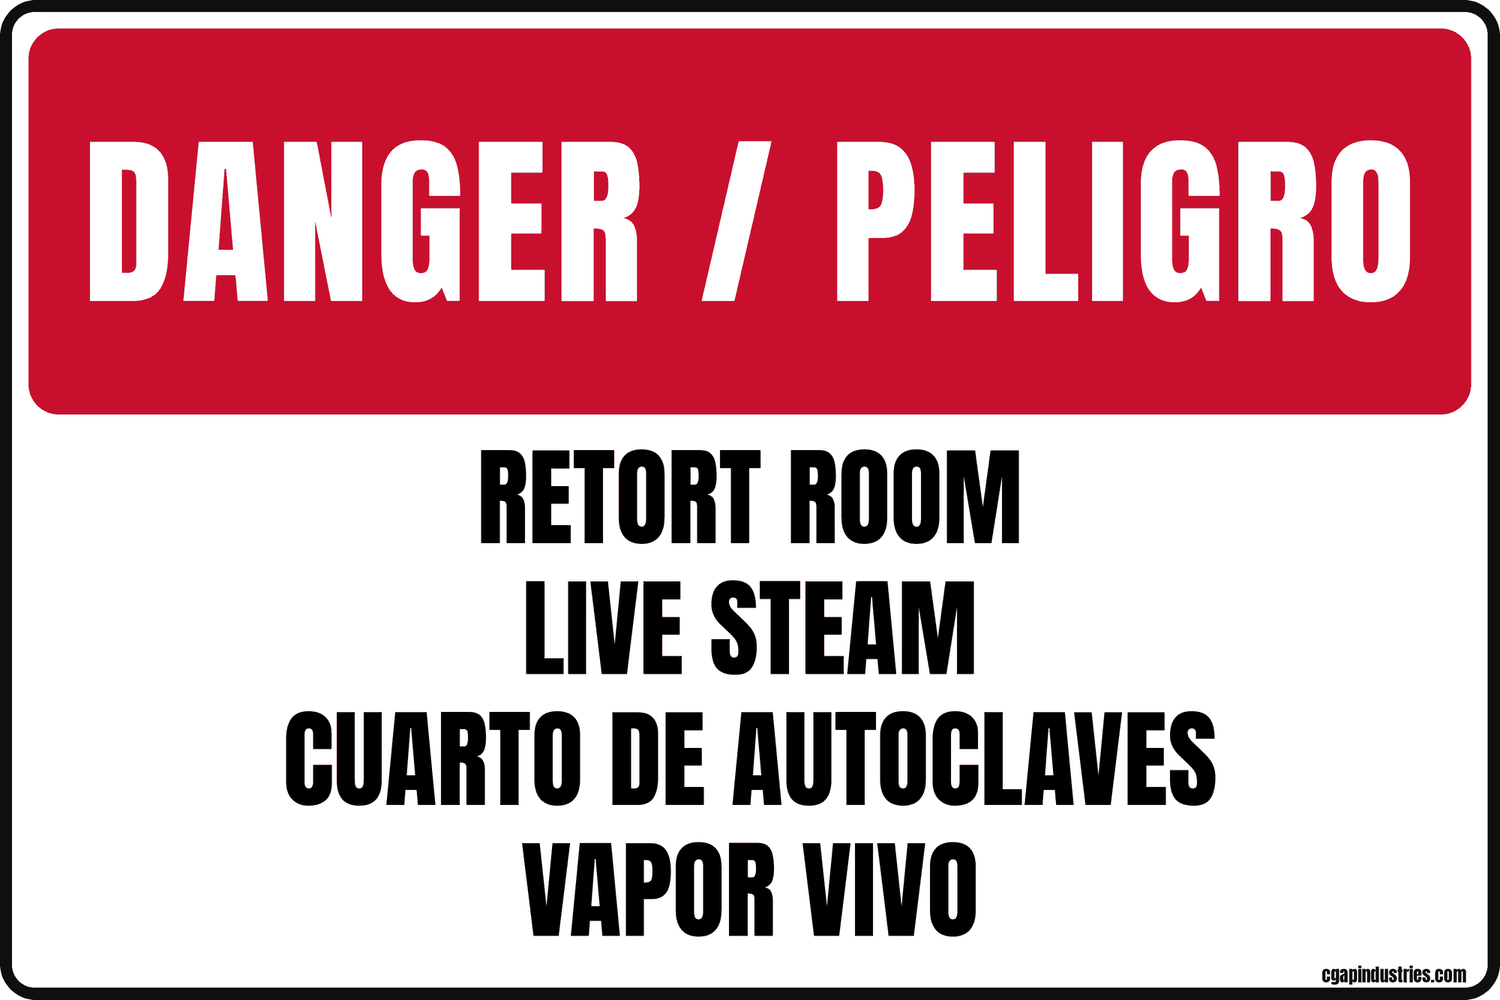 DANGER / PELIGRO
RETORT ROOM
LIVE STEAM
CUARTO DE AUTOCLAVES
VAPOR VIVO
cgapindustries.com